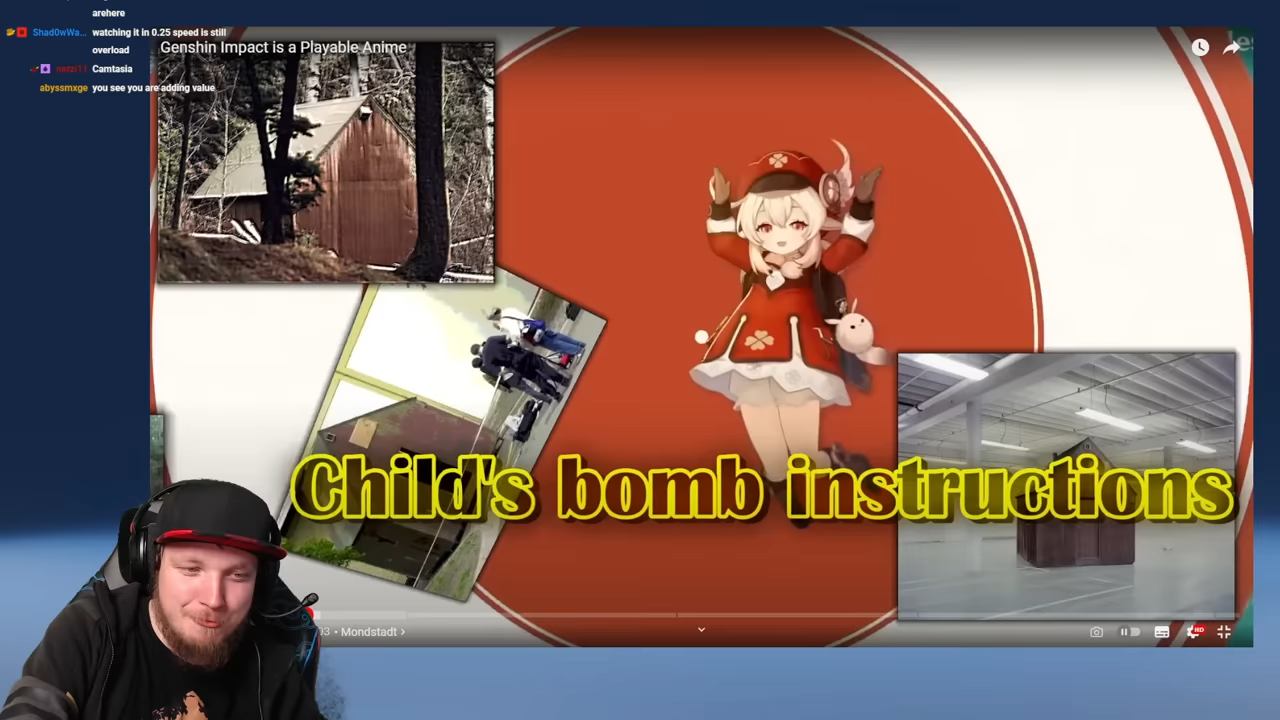 arehere
Shad0wWa... watching it in 0.25 speed is still
overload
Camtasia
abyssmxge you see you are adding value
Genshin Impact is a Playable Anime
Child's bomb instructions
• Mondstadt >
HD